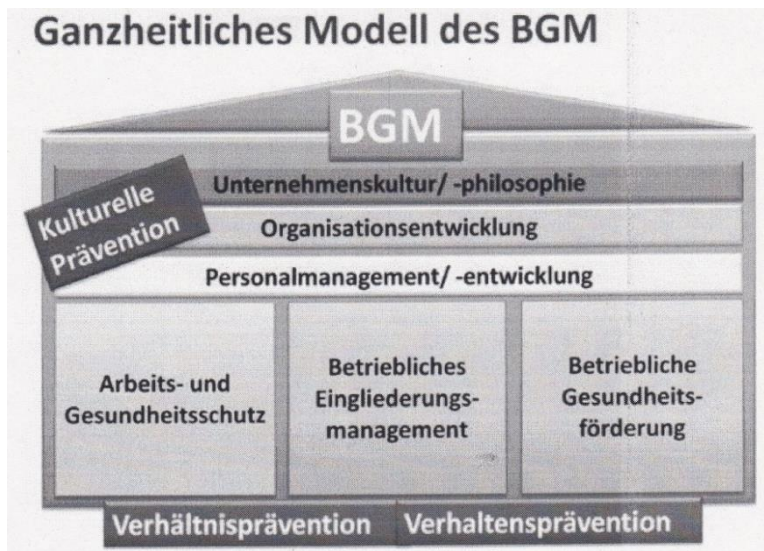 Ganzheitliches Modell des BGM
BGM
Unternehmenskultur/ -philosophie
Kulturelle
Prävention
Organisationsentwicklung
Personalmanagement/ -entwicklung
Arbeits- und
Gesundheitsschutz
Betriebliches
Eingliederungs-
management
Betriebliche
Gesundheits-
förderung
Verhältnisprävention
Verhaltensprävention